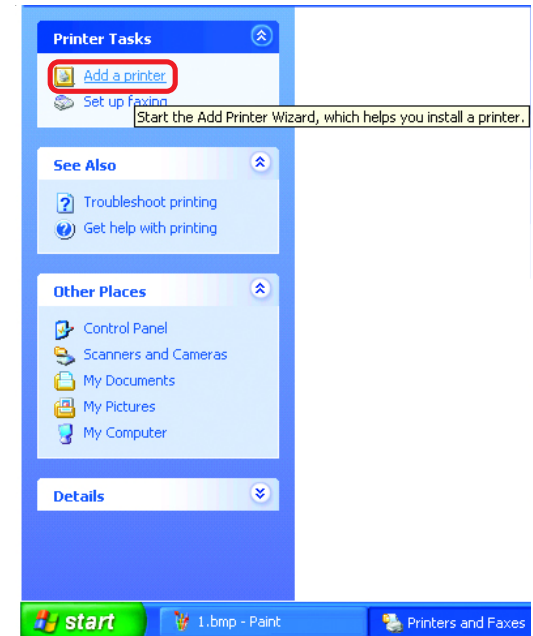 Printer Tasks
Add a printer
Set up faxing
Start the Add Printer Wizard, which helps you install a printer.
See Also
Troubleshoot printing
Get help with printing
Other Places
Control Panel
Scanners and Cameras
My Documents
My Pictures
My Computer
Details
start
1.bmp - Paint
Printers and Faxes